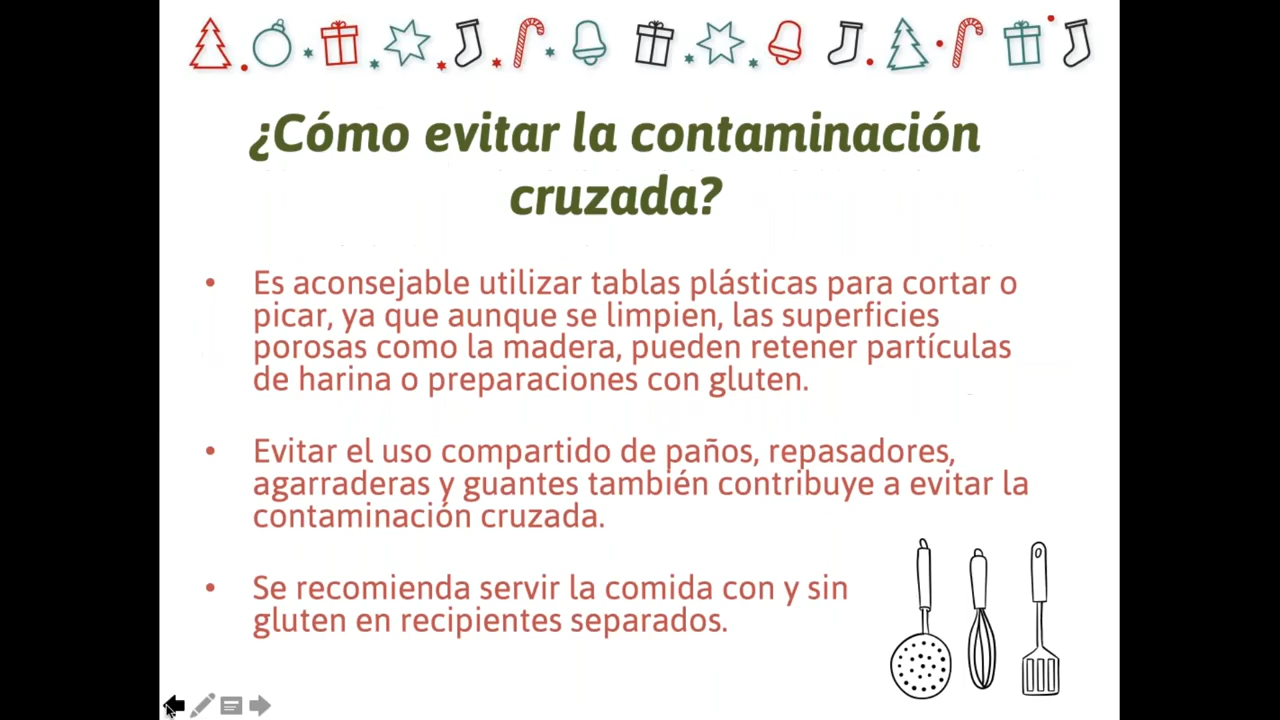 ¿Cómo evitar la contaminación
cruzada?
• Es aconsejable utilizar tablas plásticas para cortar o
picar, ya que aunque se limpien, las superficies
porosas como la madera, pueden retener partículas
de harina o preparaciones con gluten.
• Evitar el uso compartido de paños, repasadores,
agarraderas y guantes también contribuye a evitar la
contaminación cruzada.
• Se recomienda servir la comida con y sin
gluten en recipientes separados.